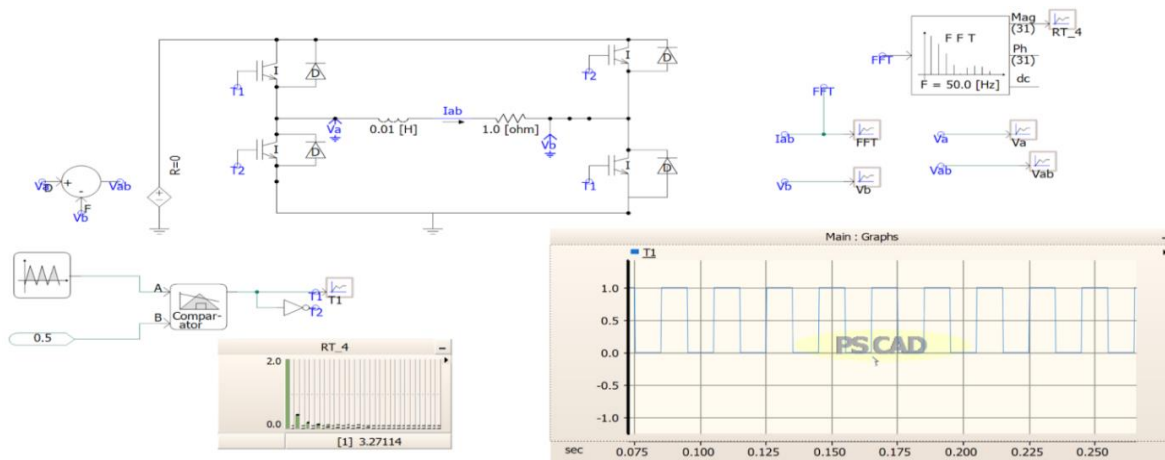 Mag
(31)
RT_4
F F T
FFT
Ph
(31)
dc
F = 50.0 [Hz]
I
D
T1
I
D
T2
FFT
Iab
Va
0.01 [H]
1.0 [ohm]
Vb
I
D
T2
I
D
T1
R=0
Iab
FFT
Va
Va
Vb
Vb
Vab
Vab
Va
D
+
-
Vab
F
Vb
+
-
A
B
Compar-
ator
0.5
T1
T1
T2
RT_4
2.0
0.0
[1] 3.27114
Main : Graphs
T1
1.0
0.5
0.0
-0.5
-1.0
PSCAD
sec
0.075
0.100
0.125
0.150
0.175
0.200
0.225
0.250